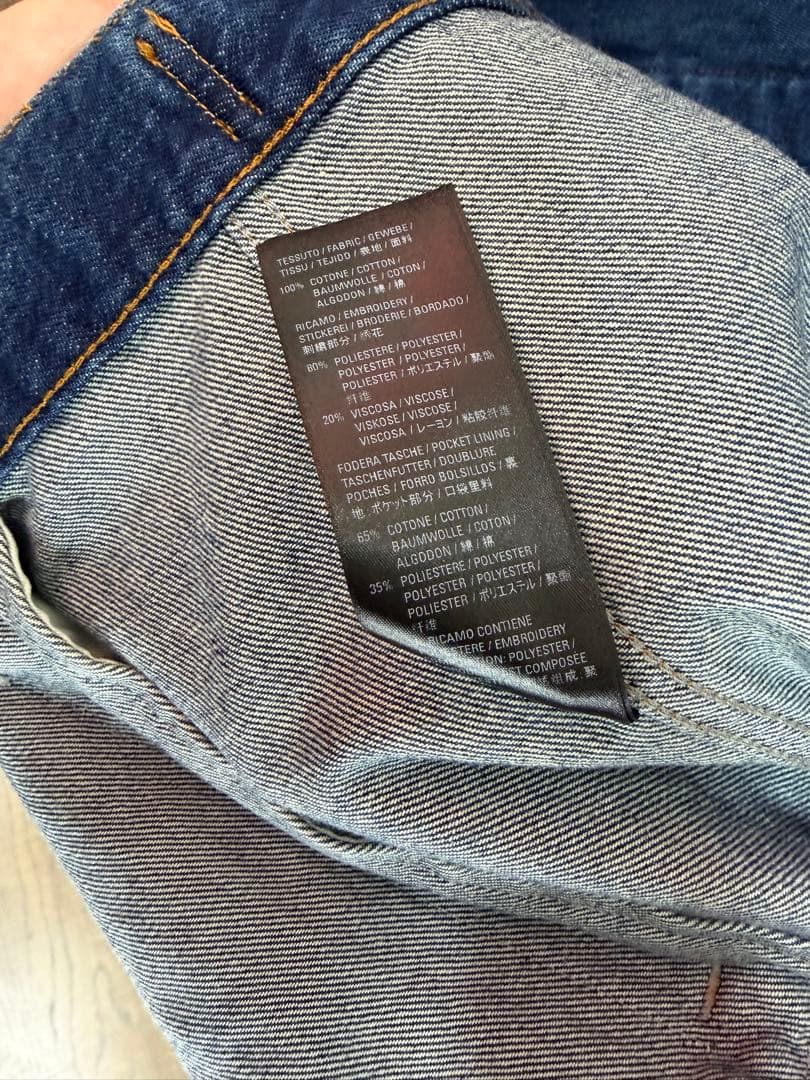 TESSUTO / FABRIC / GEWEBE /
TISSU / TEJIDO / 表地 / 面料
100% COTONE / COTTON /
BAUMWOLLE / COTON /
ALGODON / 綿 / 棉
RICAMO / EMBROIDERY /
STICKEREI / BRODERIE / BORDADO /
刺繍部分 / 绣花
80% POLIESTERE / POLYESTER /
POLYESTER / POLYESTER /
POLIESTER / ポリエステル / 聚酯
纤维
20% VISCOSA / VISCOSE /
VISKOSE / VISCOSE /
VISCOSA / レーヨン / 粘胶纤维
FODERA TASCHE / POCKET LINING /
TASCHENFUTTER / DOUBLURE
POCHES / FORRO BOLSILLOS / 裏
地 ポケット部分 / 口袋里料
65% COTONE / COTTON /
BAUMWOLLE / COTON /
ALGODON / 綿 / 棉
35% POLIESTERE / POLYESTER /
POLYESTER / POLYESTER /
POLIESTER / ポリエステル / 聚酯
纤维
RICAMO CONTIENE
/ EMBROIDERY
POLYESTER /
COMPOSÉE
组成: 聚